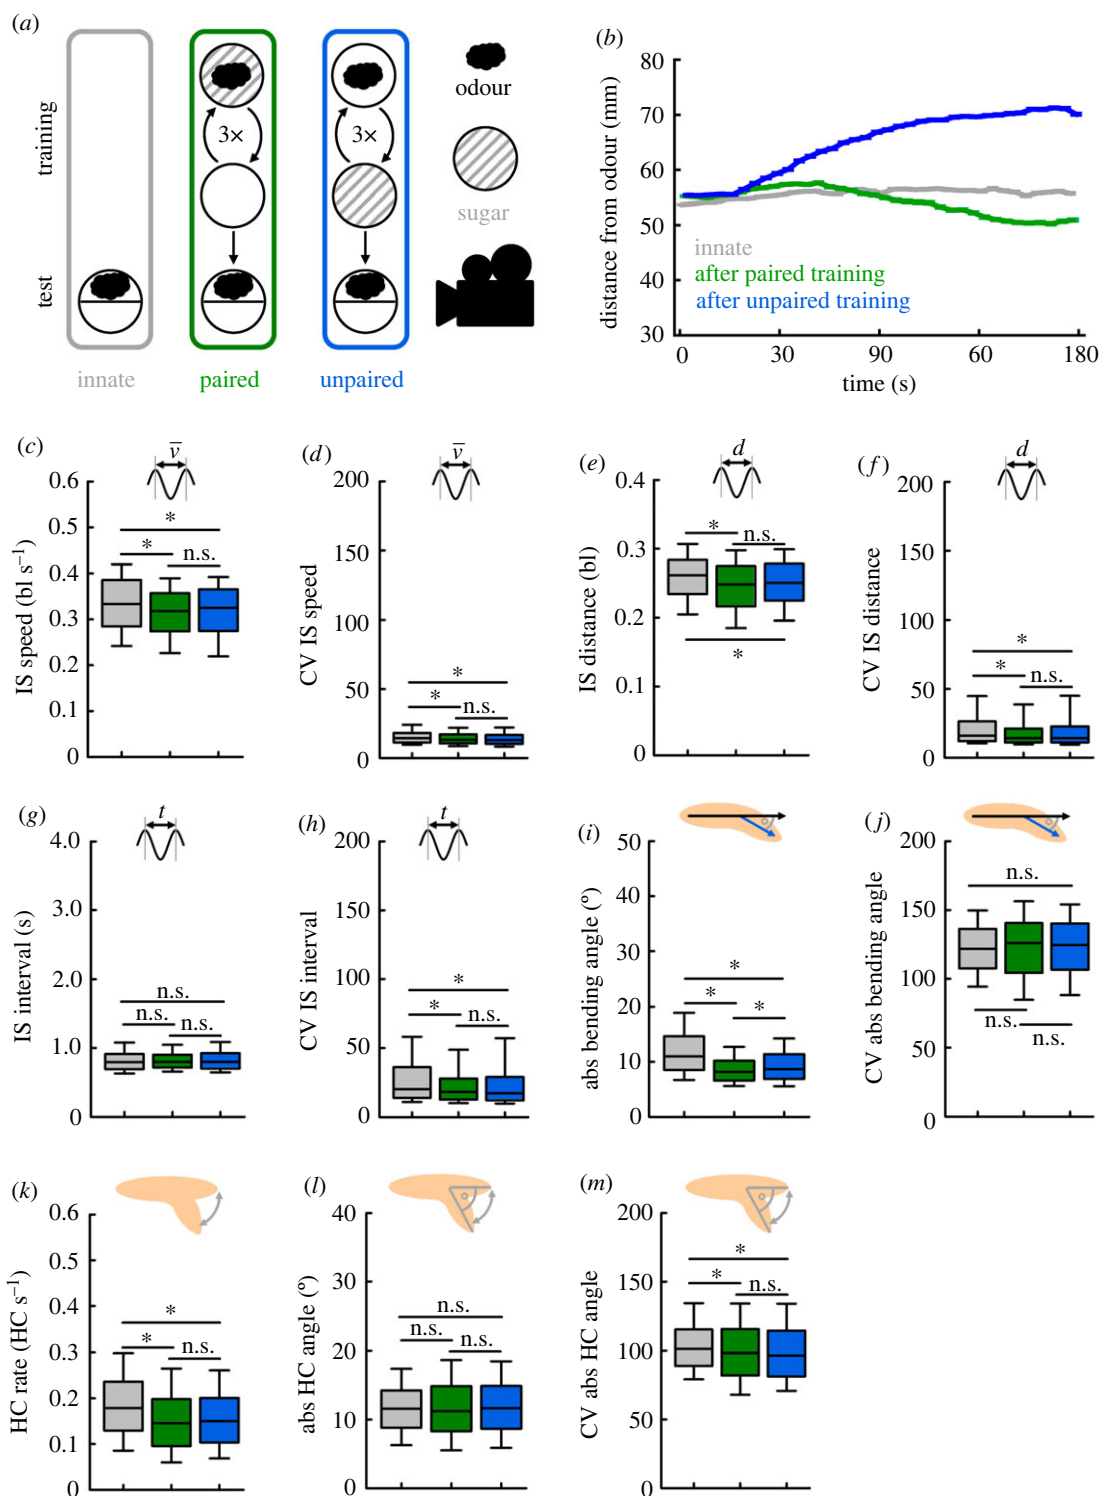 (a)
training
test
3×
3×
innate
paired
unpaired
odour
sugar
(b)
distance from odour (mm)
80
70
60
50
40
30
innate
after paired training
after unpaired training
0
30
90
60
180
time (s)
(c)
v̅
IS speed (bl s⁻¹)
0.6
0.5
0.4
0.3
0.2
0.1
0
*
*
n.s.
(d)
v̅
CV IS speed
200
150
100
50
0
*
*
n.s.
(e)
d
IS distance (bl)
0.4
0.3
0.2
0.1
0
*
n.s.
*
(f)
d
CV IS distance
200
150
100
50
0
*
*
n.s.
(g)
t
IS interval (s)
4.0
3.0
2.0
1.0
0
n.s.
n.s.
n.s.
(h)
t
CV IS interval
200
150
100
50
0
*
*
n.s.
(i)
abs bending angle (°)
50
40
30
20
10
0
*
*
*
(j)
CV abs bending angle
200
150
100
50
0
n.s.
n.s.
n.s.
(k)
HC rate (HC s⁻¹)
0.6
0.5
0.4
0.3
0.2
0.1
0
*
*
n.s.
(l)
abs HC angle (°)
40
30
20
10
0
n.s.
n.s.
n.s.
(m)
CV abs HC angle
200
150
100
50
0
*
*
n.s.